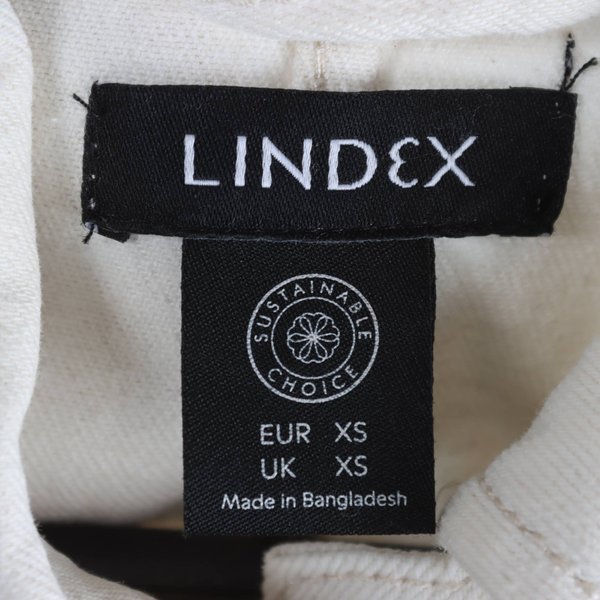 LINDEX
SUSTAINABLE
CHOICE
EUR XS
UK XS
Made in Bangladesh